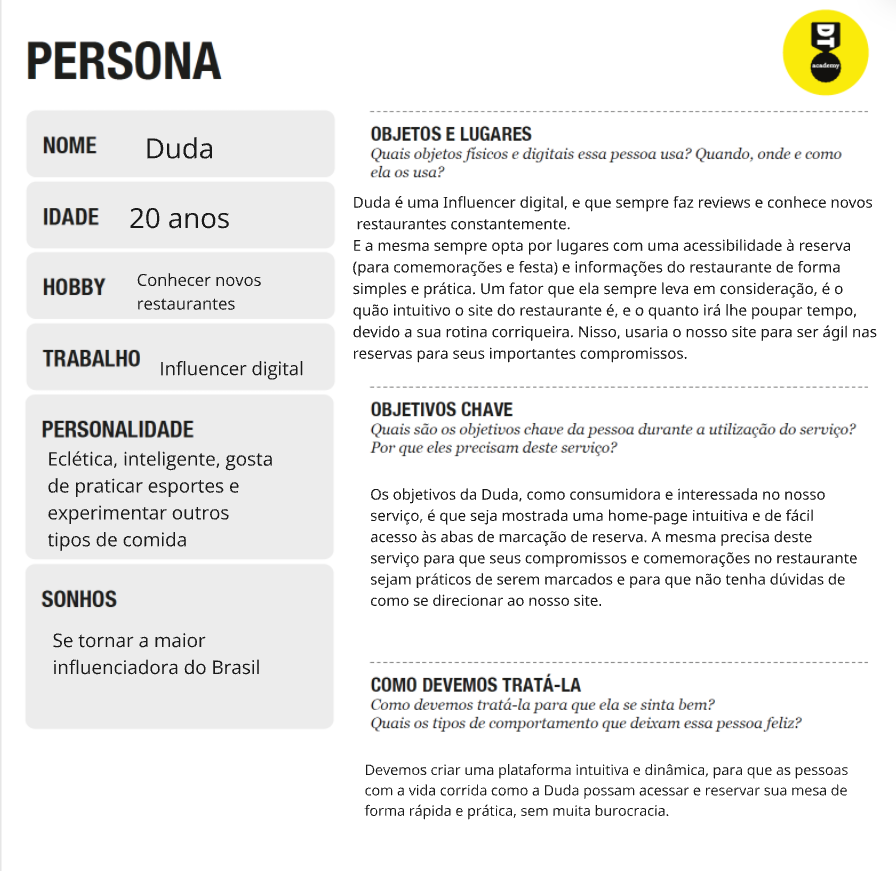 PERSONA
DT
academy
NOME Duda
IDADE 20 anos
HOBBY Conhecer novos
restaurantes
TRABALHO Influencer digital
PERSONALIDADE
Eclética, inteligente, gosta
de praticar esportes e
experimentar outros
tipos de comida
SONHOS
Se tornar a maior
influenciadora do Brasil
OBJETOS E LUGARES
Quais objetos físicos e digitais essa pessoa usa? Quando, onde e como
ela os usa?
Duda é uma Influencer digital, e que sempre faz reviews e conhece novos
restaurantes constantemente.
E a mesma sempre opta por lugares com uma acessibilidade à reserva
(para comemorações e festa) e informações do restaurante de forma
simples e prática. Um fator que ela sempre leva em consideração, é o
quão intuitivo o site do restaurante é, e o quanto irá lhe poupar tempo,
devido a sua rotina corriqueira. Nisso, usaria o nosso site para ser ágil nas
reservas para seus importantes compromissos.
OBJETIVOS CHAVE
Quais são os objetivos chave da pessoa durante a utilização do serviço?
Por que eles precisam deste serviço?
Os objetivos da Duda, como consumidora e interessada no nosso
serviço, é que seja mostrada uma home-page intuitiva e de fácil
acesso às abas de marcação de reserva. A mesma precisa deste
serviço para que seus compromissos e comemorações no restaurante
sejam práticos de serem marcados e para que não tenha dúvidas de
como se direcionar ao nosso site.
COMO DEVEMOS TRATÁ-LA
Como devemos tratá-la para que ela se sinta bem?
Quais os tipos de comportamento que deixam essa pessoa feliz?
Devemos criar uma plataforma intuitiva e dinâmica, para que as pessoas
com a vida corrida como a Duda possam acessar e reservar sua mesa de
forma rápida e prática, sem muita burocracia.